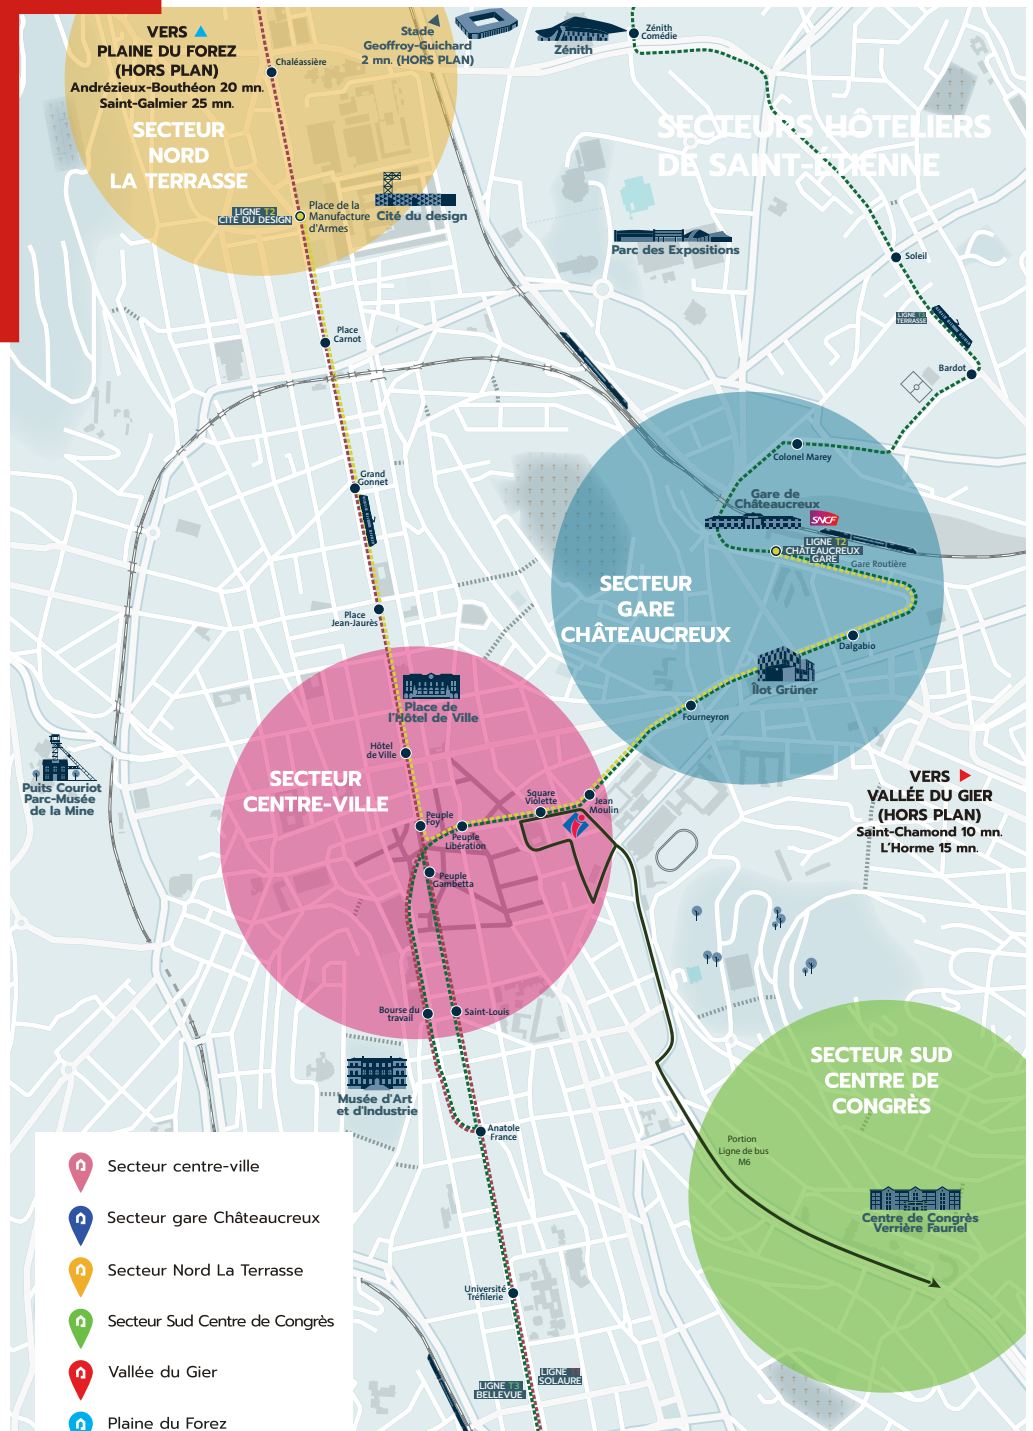 VERS
PLAINE DU FOREZ
(HORS PLAN)
Andrézieux-Bouthéon 20 mn.
Saint-Galmier 25 mn.
SECTEUR
NORD
LA TERRASSE
Chaléassière
Stade
Geoffroy-Guichard
2 mn. (HORS PLAN)
Zénith
Zénith
Comédie
SECTEURS HÔTELIERS
DE SAINT-ÉTIENNE
LIGNE T2
CITÉ DU DESIGN
Place de la
Manufacture
d'Armes
Cité du design
Parc des Expositions
Soleil
LIGNE T3
TERRASSE
Place
Carnot
Bardot
Colonel Marey
Grand
Gonnet
Gare de
Châteaucreux
SNCF
LIGNE T2
CHÂTEAUCREUX
GARE
Gare Routière
SECTEUR
GARE
CHÂTEAUCREUX
Place
Jean-Jaurès
Dalgabio
Îlot Grüner
Fourneyron
Place de
l'Hôtel de Ville
Hôtel
de Ville
SECTEUR
CENTRE-VILLE
Puits Couriot
Parc-Musée
de la Mine
VERS
VALLÉE DU GIER
(HORS PLAN)
Saint-Chamond 10 mn.
L'Horme 15 mn.
Square
Violette
Jean
Moulin
Peuple
Foy
Peuple
Libération
Peuple
Gambetta
Bourse du
travail
Saint-Louis
Musée d'Art
et d'Industrie
Anatole
France
SECTEUR SUD
CENTRE DE
CONGRÈS
Portion
Ligne de bus
M6
Centre de Congrès
Verrière Fauriel
Université
Tréfilerie
LIGNE
SOLAURE
LIGNE T3
BELLEVUE
Secteur centre-ville
Secteur gare Châteaucreux
Secteur Nord La Terrasse
Secteur Sud Centre de Congrès
Vallée du Gier
Plaine du Forez